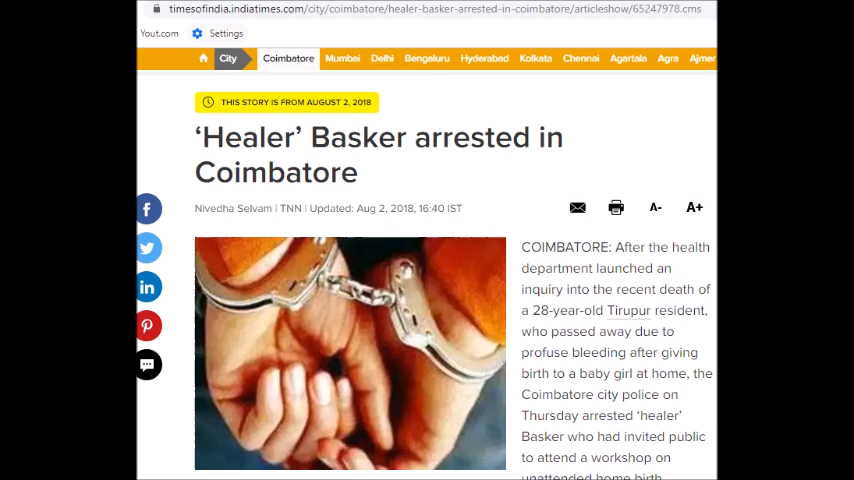 timesofindia.indiatimes.com/city/coimbatore/healer-basker-arrested-in-coimbatore/articleshow/65247978.cms
Yout.com Settings
City Coimbatore Mumbai Delhi Bengaluru Hyderabad Kolkata Chennai Agartala Agra Ajmer
THIS STORY IS FROM AUGUST 2, 2018
‘Healer’ Basker arrested in
Coimbatore
Nivedha Selvam | TNN | Updated: Aug 2, 2018, 16:40 IST
A- A+
COIMBATORE: After the health
department launched an
inquiry into the recent death of
a 28-year-old Tirupur resident,
who passed away due to
profuse bleeding after giving
birth to a baby girl at home, the
Coimbatore city police on
Thursday arrested ‘healer’
Basker who had invited public
to attend a workshop on
unattended home birth